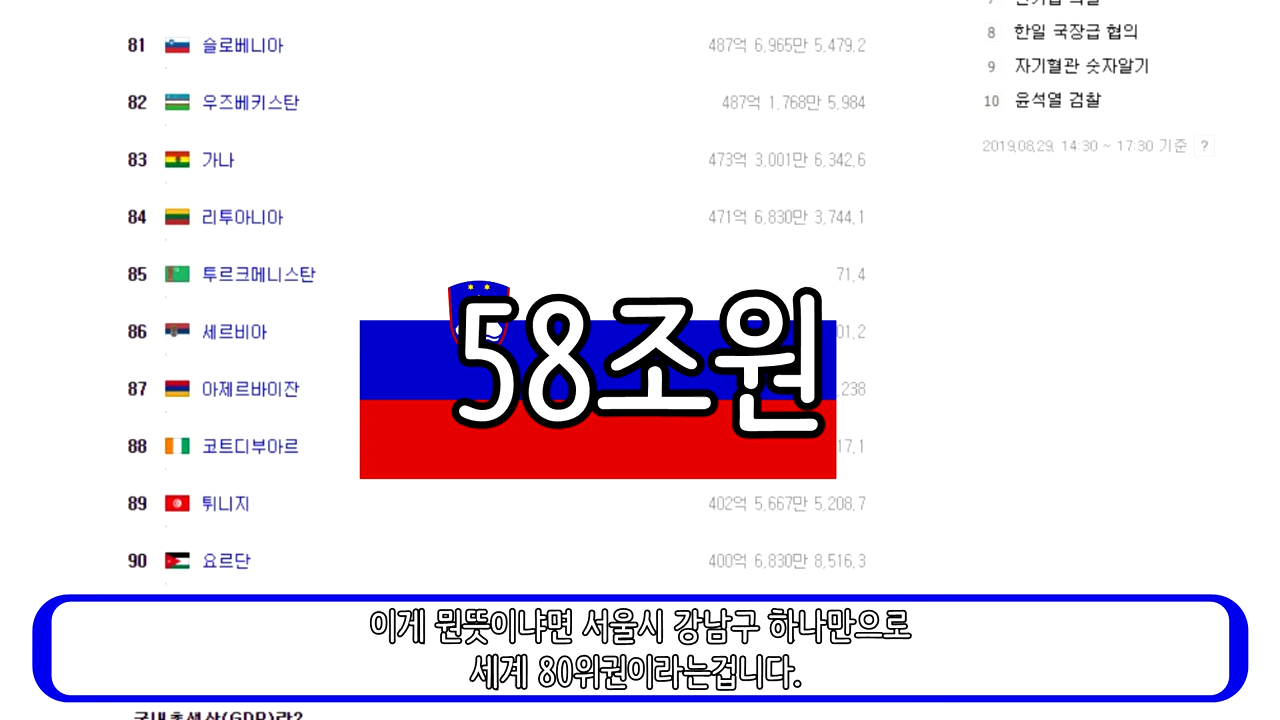 81 슬로베니아 487억 6,965만 5,479.2
82 우즈베키스탄 487억 1,768만 5,984
83 가나 473억 3,001만 6,342.6
84 리투아니아 471억 6,830만 3,744.1
85 투르크메니스탄 71.4
86 세르비아 01.2
87 아제르바이잔 ,238
88 코트디부아르 17.1
89 튀니지 402억 5,667만 5,208.7
90 요르단 400억 6,830만 8,516.3
8 한일 국장급 협의
9 자기혈관 숫자알기
10 윤석열 검찰
2019.08.29. 14:30 ~ 17:30 기준 ?
58조원
이게 뭔뜻이냐면 서울시 강남구 하나만으로
세계 80위권이라는겁니다.
국내총생산(GDP)란?